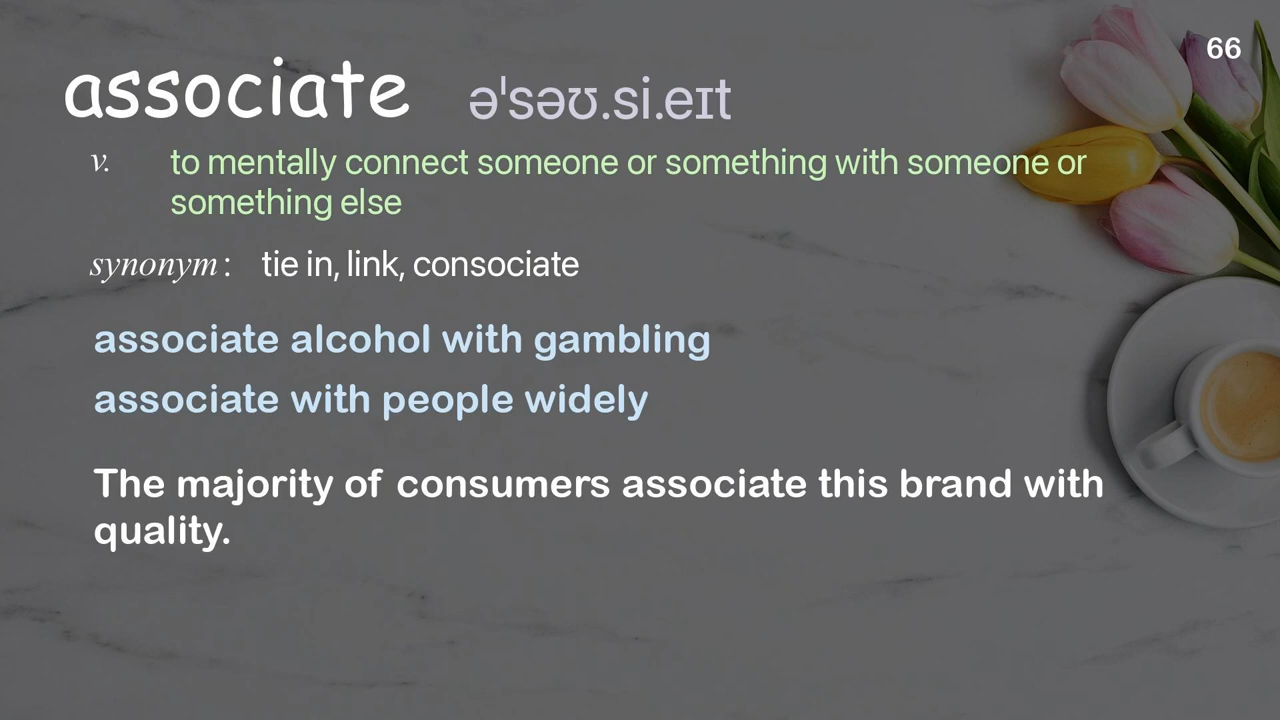 66
associate əˈsəʊ.si.eɪt
v. to mentally connect someone or something with someone or
something else
synonym : tie in, link, consociate
associate alcohol with gambling
associate with people widely
The majority of consumers associate this brand with
quality.